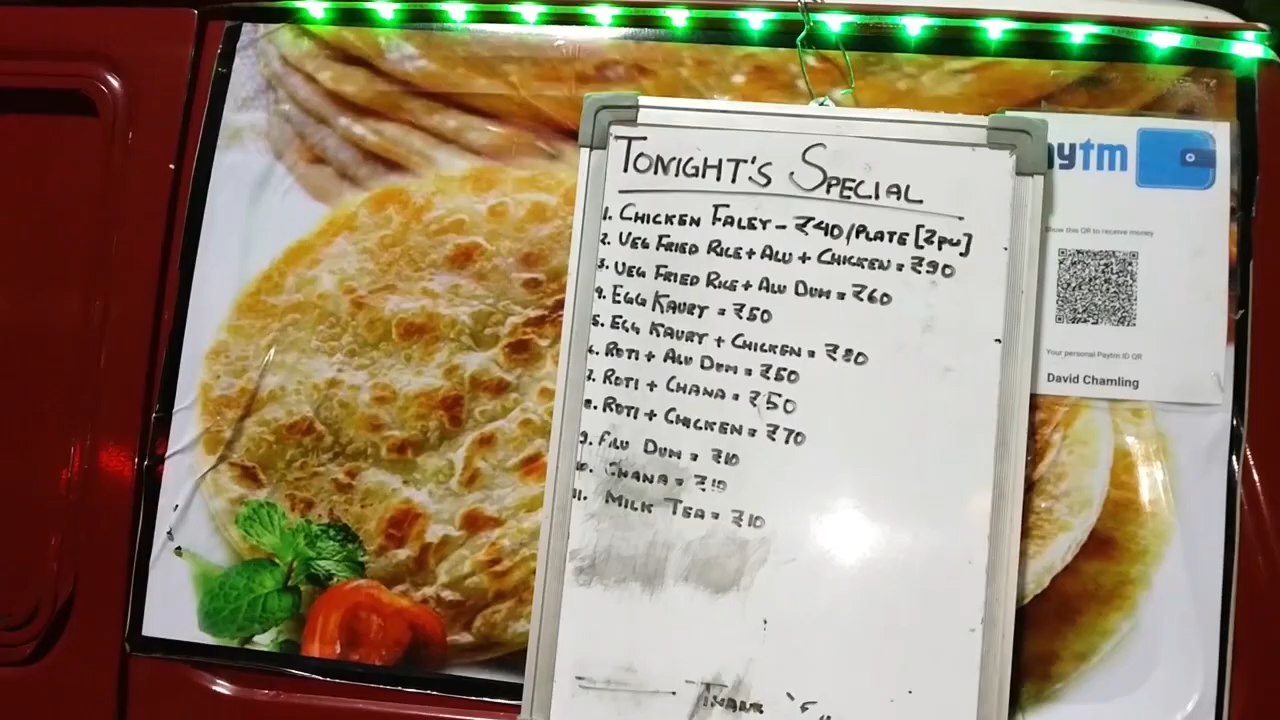 TONIGHT'S SPECIAL
1. CHICKEN FALEY - ₹40/PLATE [2pcs]
2. VEG FRIED RICE + ALU + CHICKEN = ₹90
3. VEG FRIED RICE + ALU DUM = ₹60
4. EGG KAURY = ₹50
5. EGG KAURY + CHICKEN = ₹80
6. ROTI + ALU DUM = ₹50
7. ROTI + CHANA = ₹50
8. ROTI + CHICKEN = ₹70
9. ALU DUM = ₹10
10. CHANA = ₹10
11. MILK TEA = ₹10
THANK
aytm
Show this QR to receive money
Your personal Paytm ID QR
David Chamling